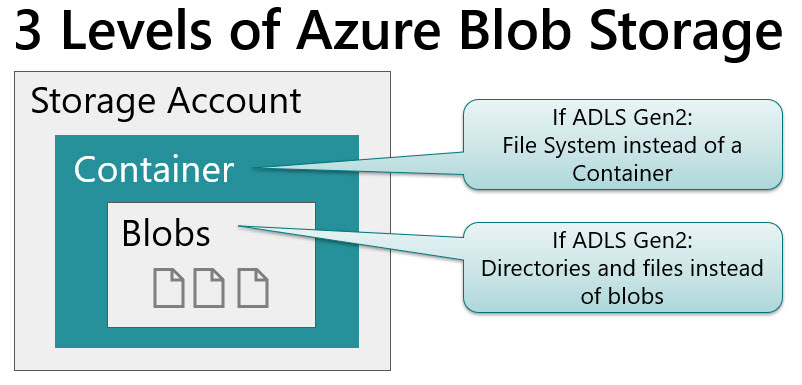 3 Levels of Azure Blob Storage
Storage Account
Container
Blobs
If ADLS Gen2:
File System instead of a
Container
If ADLS Gen2:
Directories and files instead
of blobs